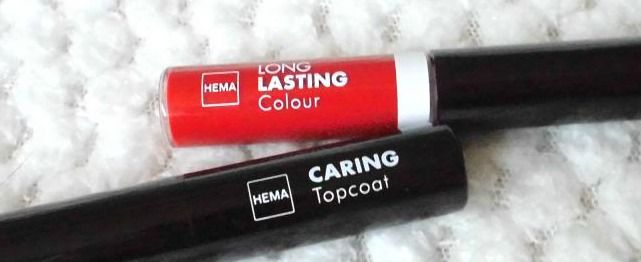 LONG
LASTING
Colour
HEMA
CARING
Topcoat
HEMA